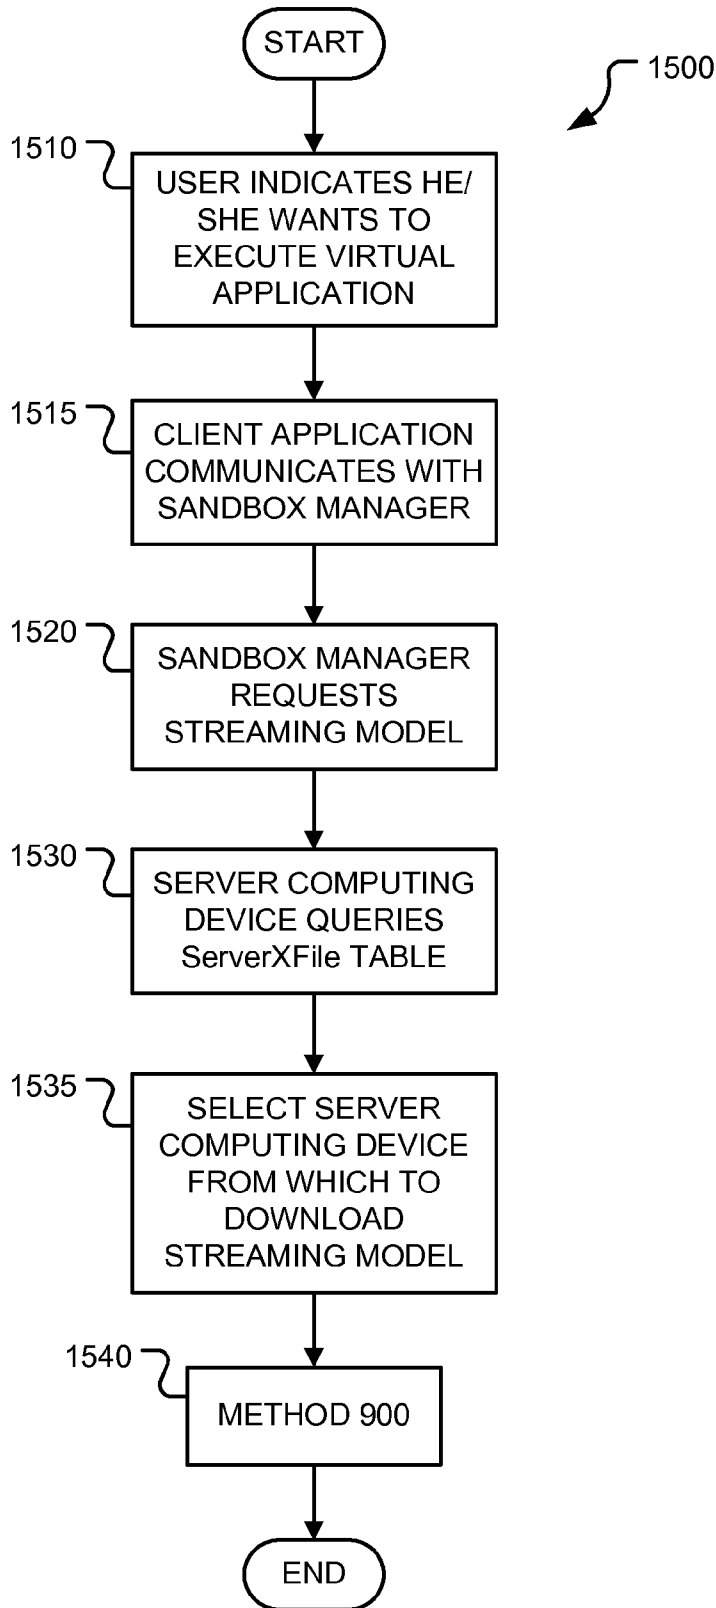 START
1500
1510
USER INDICATES HE/
SHE WANTS TO
EXECUTE VIRTUAL
APPLICATION
1515
CLIENT APPLICATION
COMMUNICATES WITH
SANDBOX MANAGER
1520
SANDBOX MANAGER
REQUESTS
STREAMING MODEL
1530
SERVER COMPUTING
DEVICE QUERIES
ServerXFile TABLE
1535
SELECT SERVER
COMPUTING DEVICE
FROM WHICH TO
DOWNLOAD
STREAMING MODEL
1540
METHOD 900
END